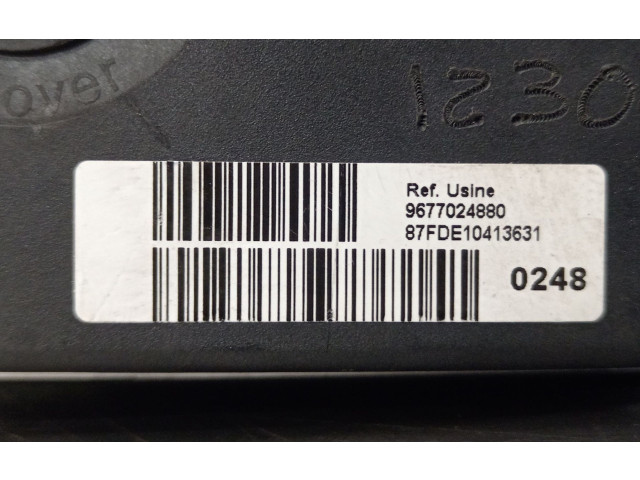 over
1230
Ref. Usine
9677024880
87FDE10413631
0248